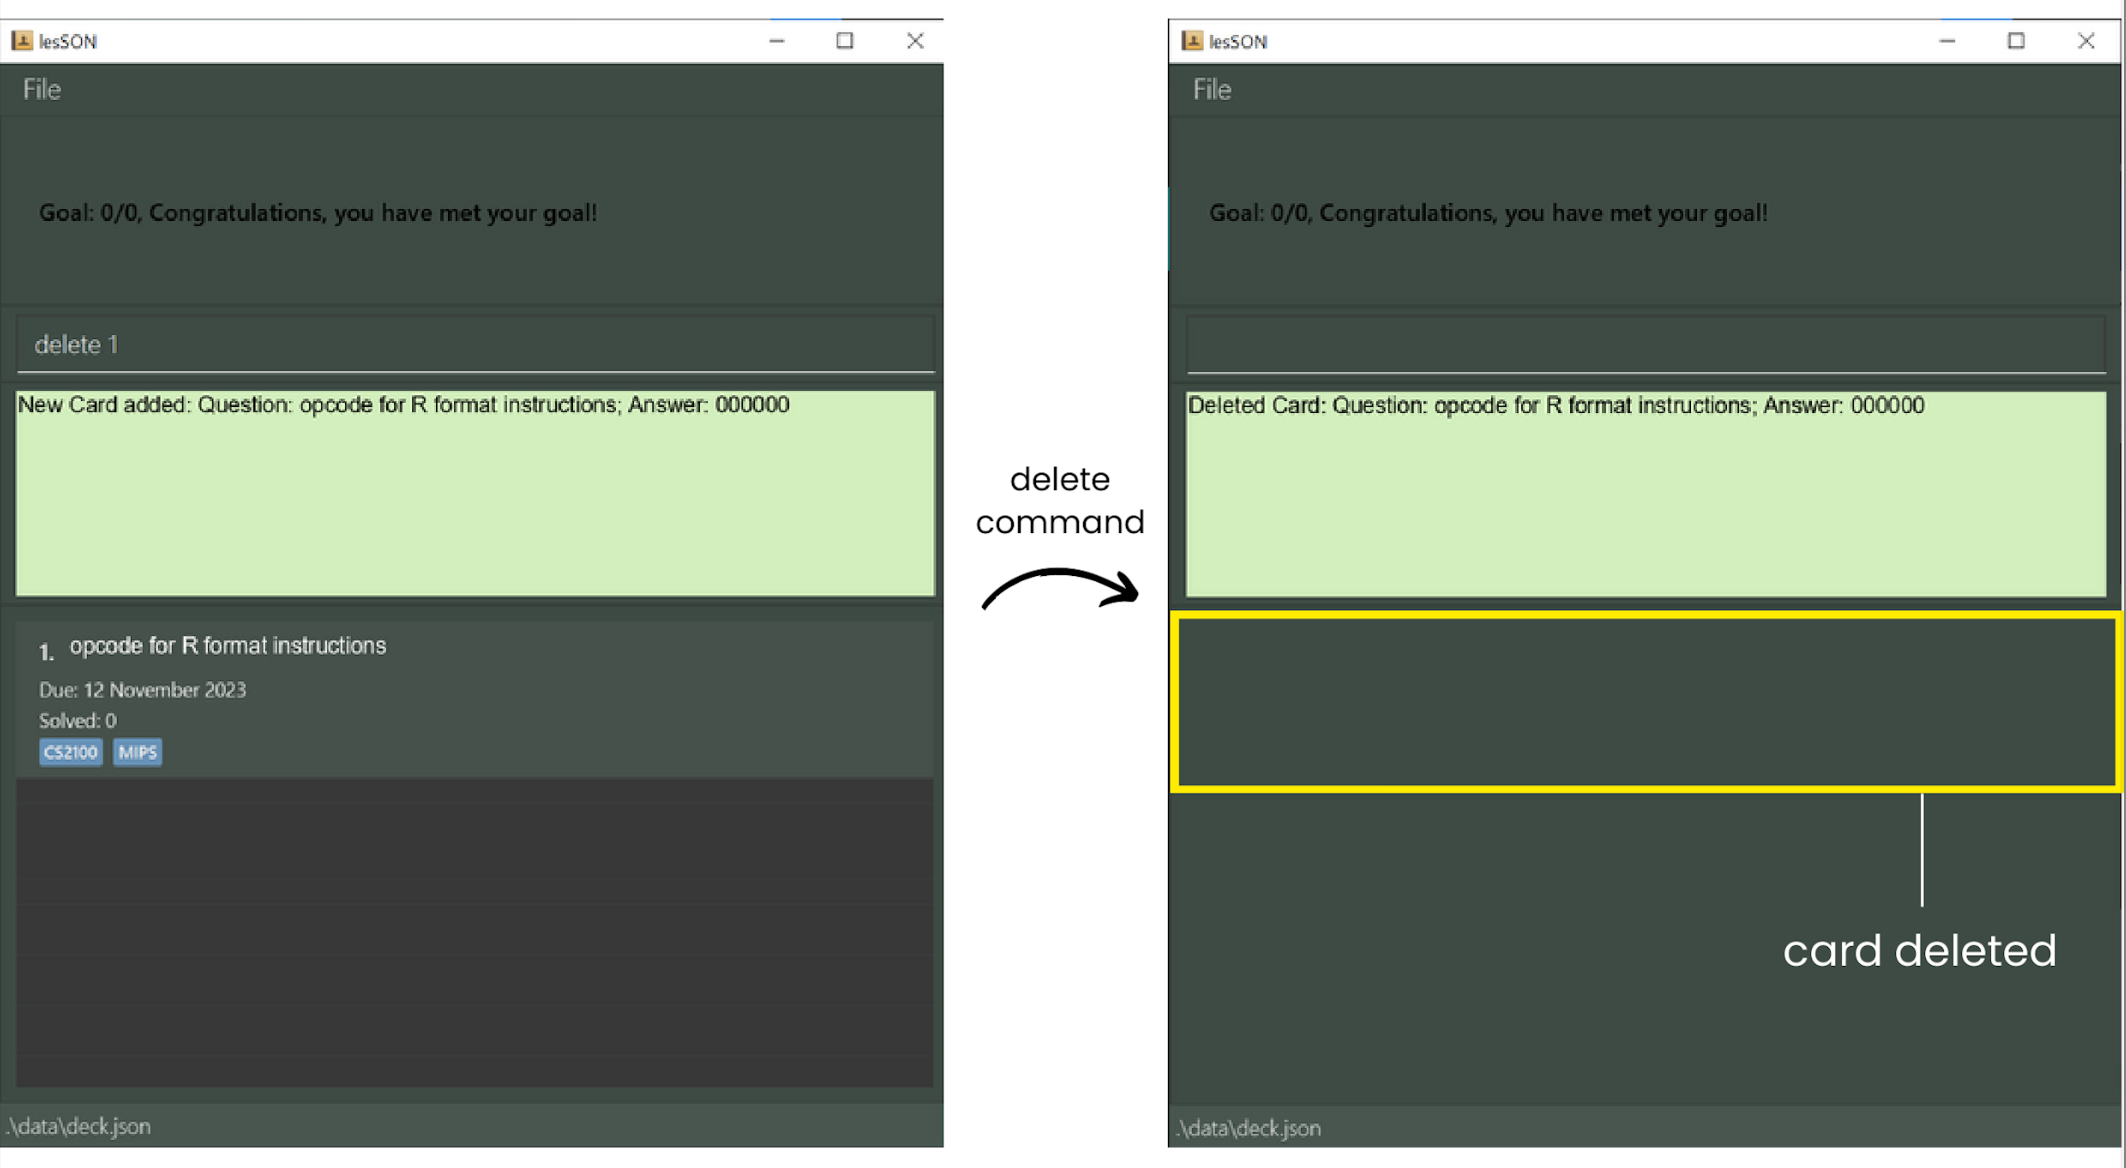 lesSON
File
Goal: 0/0, Congratulations, you have met your goal!
delete 1
New Card added: Question: opcode for R format instructions; Answer: 000000
1. opcode for R format instructions
Due: 12 November 2023
Solved: 0
CS2100 MIPS
.\data\deck.json
delete
command
lesSON
File
Goal: 0/0, Congratulations, you have met your goal!
Deleted Card: Question: opcode for R format instructions; Answer: 000000
card deleted
.\data\deck.json